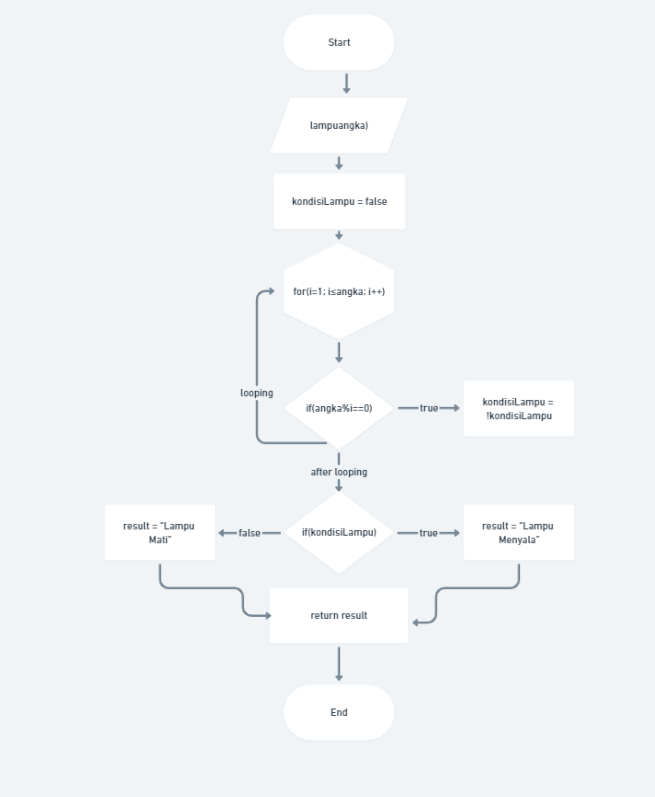 Start
lampuangka)
kondisiLampu = false
for(i=1; i≤angka; i++)
looping
if(angka%i==0)
true
kondisiLampu =
!kondisiLampu
after looping
result = "Lampu
Mati"
false
if(kondisiLampu)
true
result = "Lampu
Menyala"
return result
End